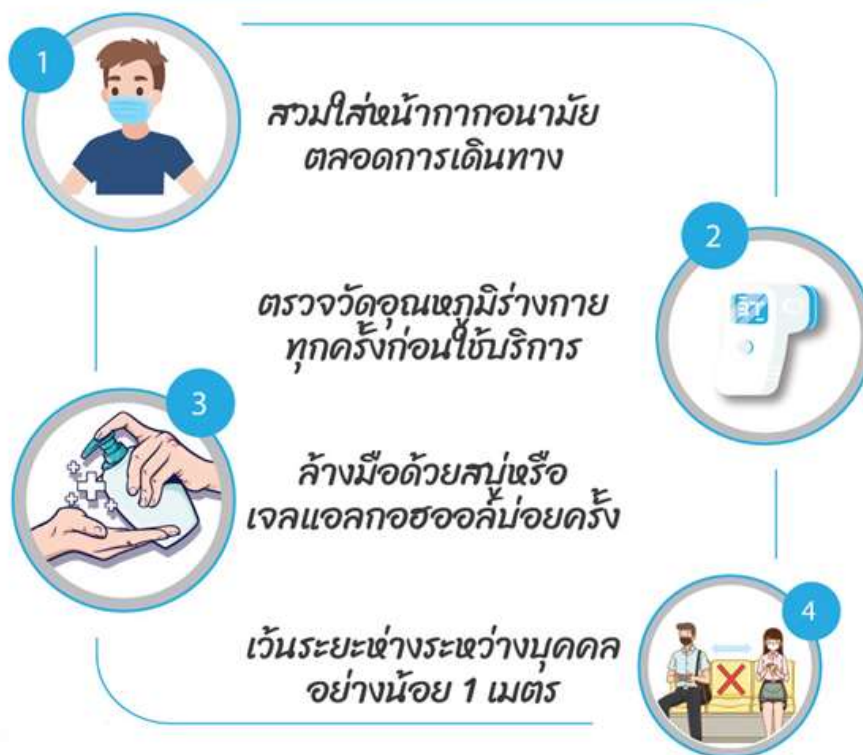 1
สวมใส่หน้ากากอนามัย
ตลอดการเดินทาง
2
ตรวจวัดอุณหภูมิร่างกาย
ทุกครั้งก่อนใช้บริการ
37
3
ล้างมือด้วยสบู่หรือ
เจลแอลกอฮออล์บ่อยครั้ง
4
เว้นระยะห่างระหว่างบุคคล
อย่างน้อย 1 เมตร